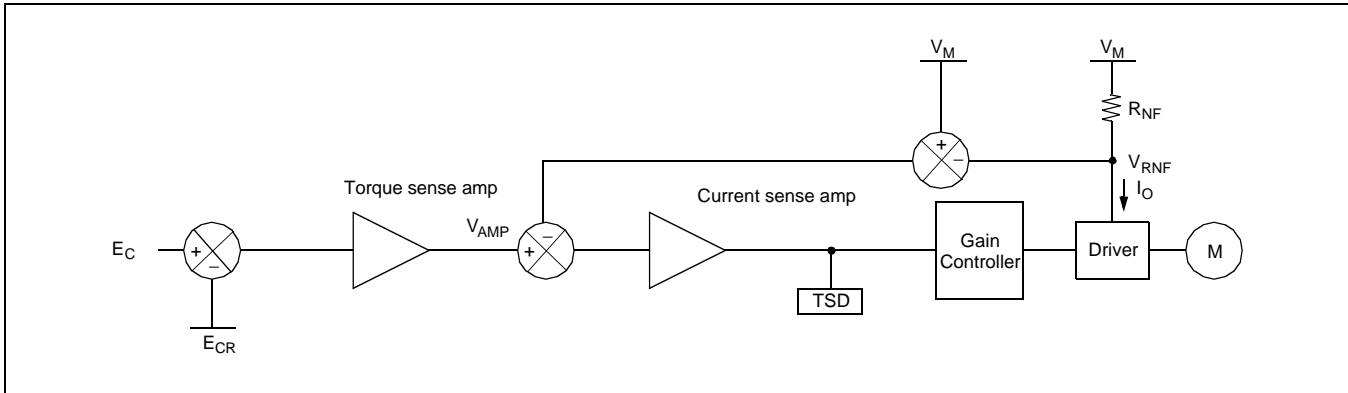 V_M
V_M
R_NF
+
−
V_RNF
I_O
Torque sense amp
Current sense amp
V_AMP
E_C
+
−
+
−
Gain
Controller
Driver
M
TSD
E_CR